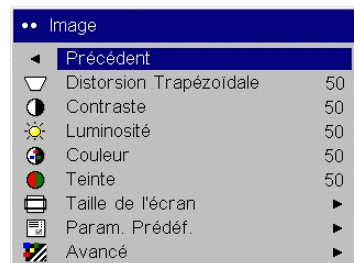 Image
Précédent
Distorsion Trapézoïdale 50
Contraste 50
Luminosité 50
Couleur 50
Teinte 50
Taille de l'écran
Param. Prédéf.
Avancé